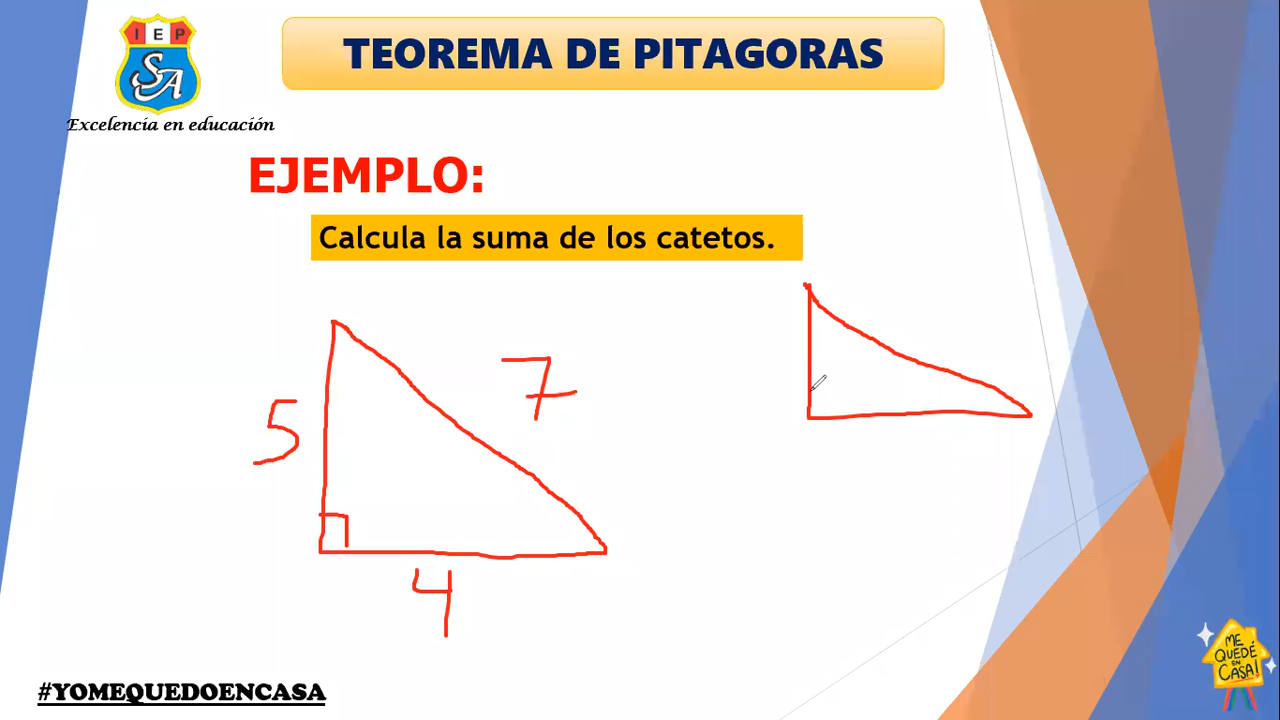 IEP
SA
Excelencia en educación
TEOREMA DE PITAGORAS
EJEMPLO:
Calcula la suma de los catetos.
7
5
4
#YOMEQUEDOENCASA
ME
QUEDÉ
EN
CASA!